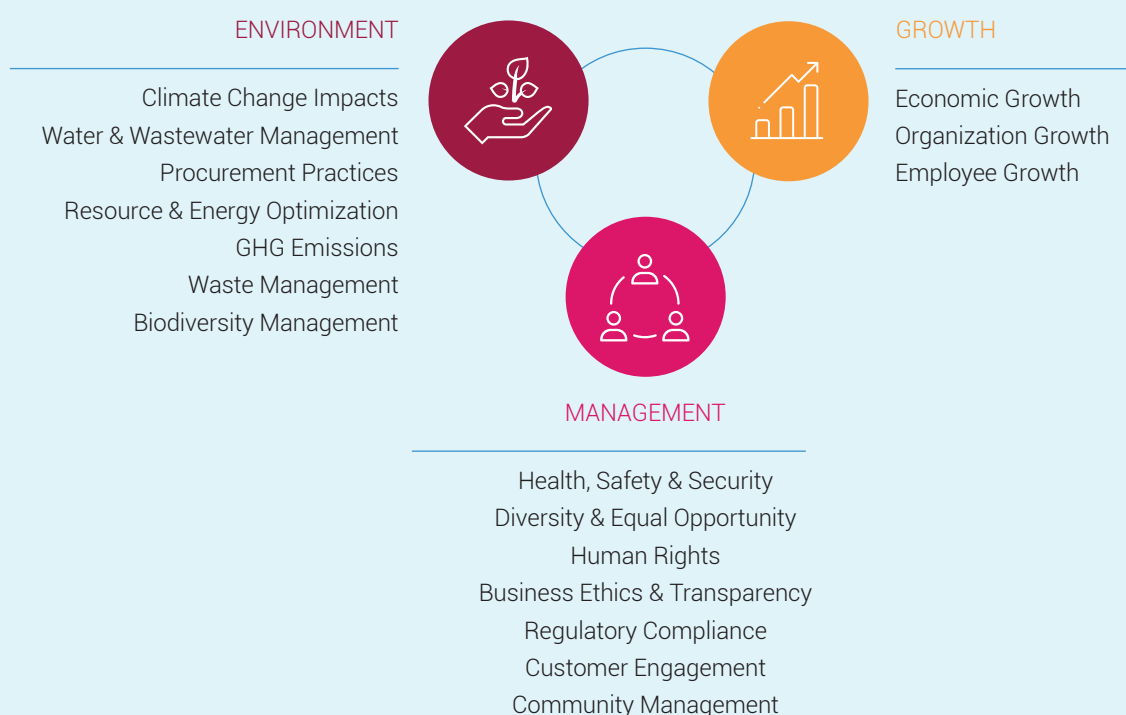 ENVIRONMENT
Climate Change Impacts
Water & Wastewater Management
Procurement Practices
Resource & Energy Optimization
GHG Emissions
Waste Management
Biodiversity Management
GROWTH
Economic Growth
Organization Growth
Employee Growth
MANAGEMENT
Health, Safety & Security
Diversity & Equal Opportunity
Human Rights
Business Ethics & Transparency
Regulatory Compliance
Customer Engagement
Community Management